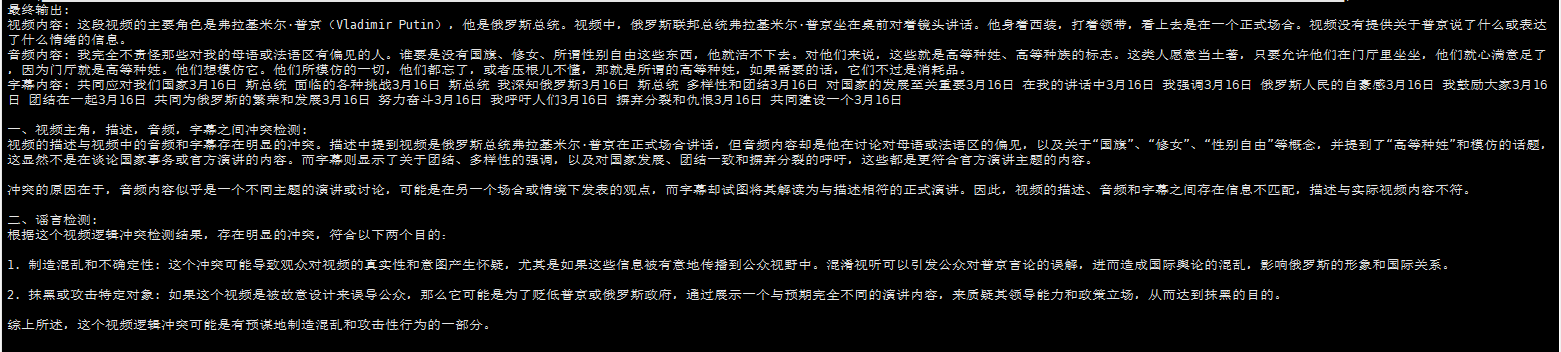 最终输出:
视频内容: 这段视频的主要角色是弗拉基米尔·普京（Vladimir Putin），他是俄罗斯总统。视频中，俄罗斯联邦总统弗拉基米尔·普京坐在桌前对着镜头讲话。他身着西装，打着领带，看上去是在一个正式场合。视频没有提供关于普京说了什么或表达
了什么情绪的信息。
音频内容: 我完全不责怪那些对我的母语或法语区有偏见的人。谁要是没有国旗、修女、所谓性别自由这些东西，他就活不下去。对他们来说，这些就是高等种姓、高等种族的标志。这类人愿意当土著，只要允许他们在门厅里坐坐，他们就心满意足了
，因为门厅就是高等种姓。他们想模仿它。他们所模仿的一切，他们都忘了，或者压根儿不懂，那就是所谓的高等种姓，如果需要的话，它们不过是消耗品。
字幕内容: 共同应对我们国家3月16日 斯总统 面临的各种挑战3月16日 斯总统 我深知俄罗斯3月16日 斯总统 多样性和团结3月16日 对国家的发展至关重要3月16日 在我的讲话中3月16日 我强调3月16日 俄罗斯人民的自豪感3月16日 我鼓励大家3月16
日 团结在一起3月16日 共同为俄罗斯的繁荣和发展3月16日 努力奋斗3月16日 我呼吁人们3月16日 摒弃分裂和仇恨3月16日 共同建设一个3月16日
一、视频主角，描述，音频，字幕之间冲突检测:
视频的描述与视频中的音频和字幕存在明显的冲突。描述中提到视频是俄罗斯总统弗拉基米尔·普京在正式场合讲话，但音频内容却是他在讨论对母语或法语区的偏见，以及关于“国旗”、“修女”、“性别自由”等概念，并提到了“高等种姓”和模仿的话题，
这显然不是在谈论国家事务或官方演讲的内容。而字幕则显示了关于团结、多样性的强调，以及对国家发展、团结一致和摒弃分裂的呼吁，这些都是更符合官方演讲主题的内容。
冲突的原因在于，音频内容似乎是一个不同主题的演讲或讨论，可能是在另一个场合或情境下发表的观点，而字幕却试图将其解读为与描述相符的正式演讲。因此，视频的描述、音频和字幕之间存在信息不匹配，描述与实际视频内容不符。
二、谣言检测:
根据这个视频逻辑冲突检测结果，存在明显的冲突，符合以下两个目的:
1. 制造混乱和不确定性: 这个冲突可能导致观众对视频的真实性和意图产生怀疑，尤其是如果这些信息被有意地传播到公众视野中。混淆视听可以引发公众对普京言论的误解，进而造成国际舆论的混乱，影响俄罗斯的形象和国际关系。
2. 抹黑或攻击特定对象: 如果这个视频是被故意设计来误导公众，那么它可能是为了贬低普京或俄罗斯政府，通过展示一个与预期完全不同的演讲内容，来质疑其领导能力和政策立场，从而达到抹黑的目的。
综上所述，这个视频逻辑冲突可能是有预谋地制造混乱和攻击性行为的一部分。